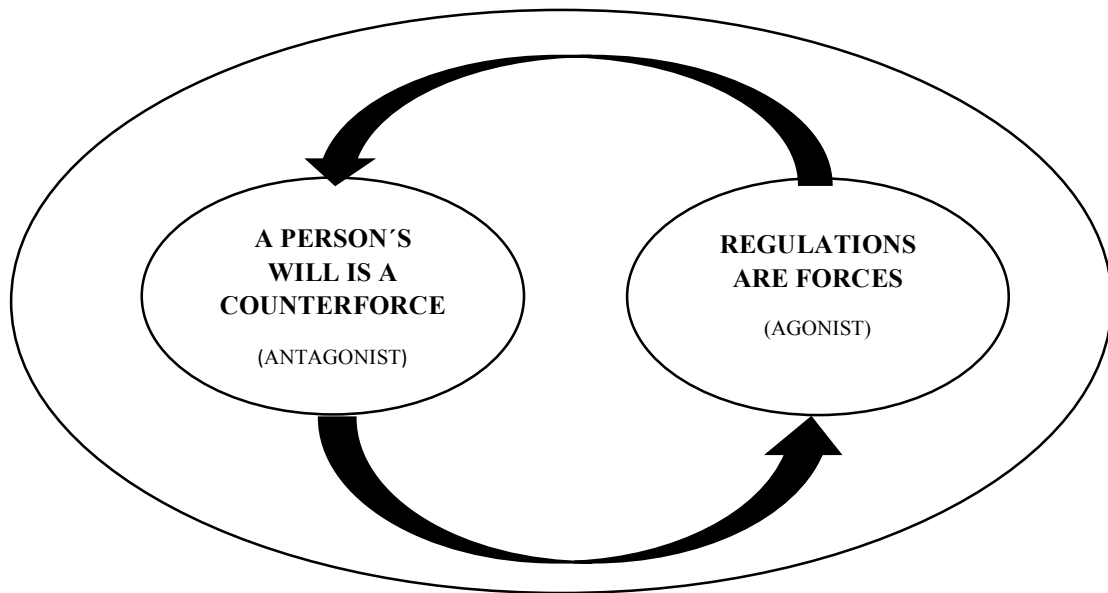 A PERSON´S
WILL IS A
COUNTERFORCE
(ANTAGONIST)
REGULATIONS
ARE FORCES
(AGONIST)